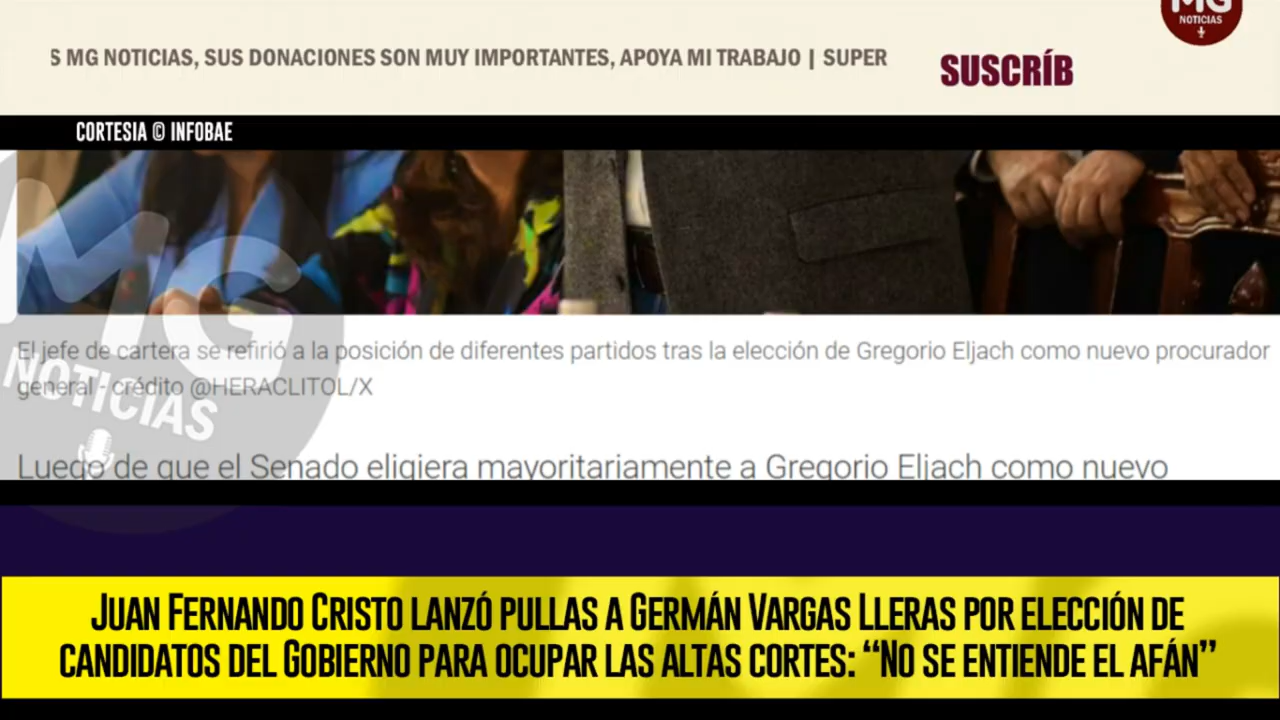 MG
NOTICIAS
S MG NOTICIAS, SUS DONACIONES SON MUY IMPORTANTES, APOYA MI TRABAJO | SUPER
SUSCRÍB
CORTESIA © INFOBAE
MG
NOTICIAS
El jefe de cartera se refirió a la posición de diferentes partidos tras la elección de Gregorio Eljach como nuevo procurador
general - crédito @HERACLITOL/X
Luego de que el Senado eligiera mayoritariamente a Gregorio Eljach como nuevo
JUAN FERNANDO CRISTO LANZÓ PULLAS A GERMÁN VARGAS LLERAS POR ELECCIÓN DE
CANDIDATOS DEL GOBIERNO PARA OCUPAR LAS ALTAS CORTES: “NO SE ENTIENDE EL AFÁN”